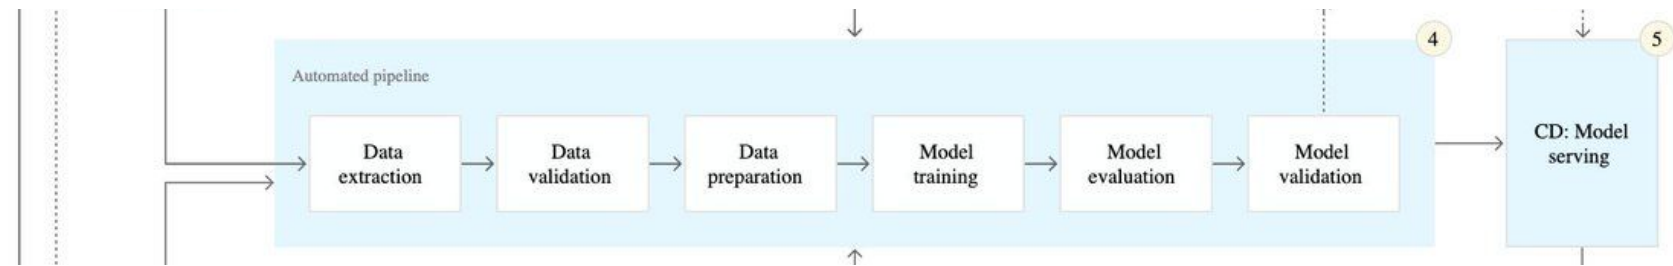 4
5
Automated pipeline
Data
extraction
Data
validation
Data
preparation
Model
training
Model
evaluation
Model
validation
CD: Model
serving